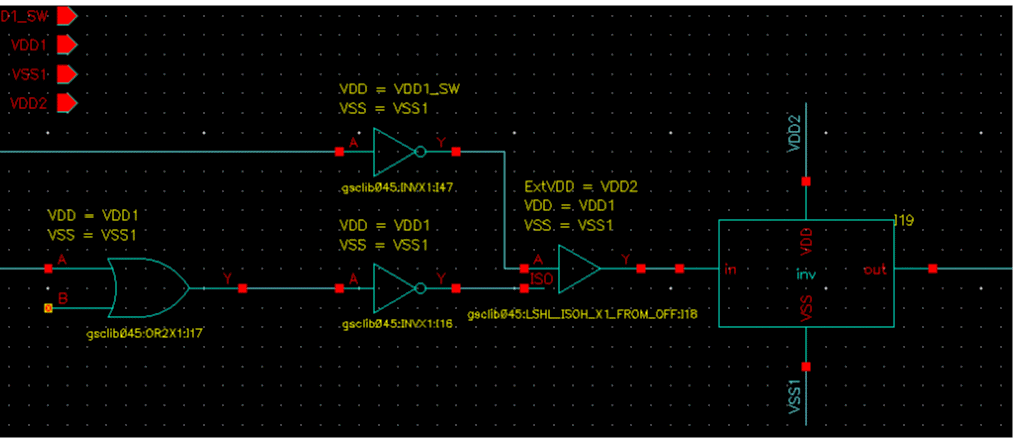 D1_SW
VDD1
VSS1
VDD2
VDD = VDD1_SW
VSS = VSS1
A
Y
gsclib045:INVX1:I47
VDD2
ExtVDD = VDD2
VDD = VDD1
VSS = VSS1
VDD = VDD1
VSS = VSS1
VDD = VDD1
VSS = VSS1
I19
A
B
Y
A
Y
A
ISO
Y
in
VDD
inv
VSS
out
gsclib045:OR2X1:I17
gsclib045:INVX1:I16
gsclib045:LSHL_ISOH_X1_FROM_OFF:I18
VSS1